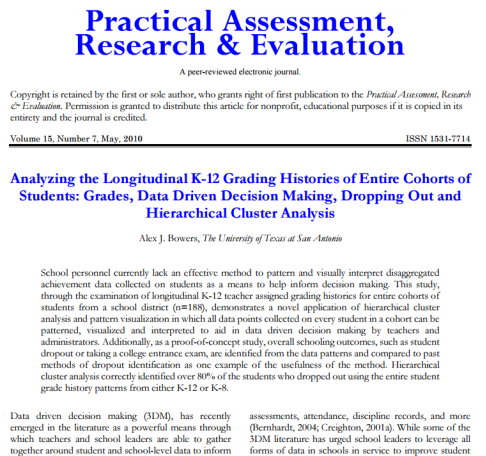 Practical Assessment,
Research & Evaluation
A peer-reviewed electronic journal.
Copyright is retained by the first or sole author, who grants right of first publication to the Practical Assessment, Research
& Evaluation. Permission is granted to distribute this article for nonprofit, educational purposes if it is copied in its
entirety and the journal is credited.
Volume 15, Number 7, May, 2010 ISSN 1531-7714
Analyzing the Longitudinal K-12 Grading Histories of Entire Cohorts of
Students: Grades, Data Driven Decision Making, Dropping Out and
Hierarchical Cluster Analysis
Alex J. Bowers, The University of Texas at San Antonio
School personnel currently lack an effective method to pattern and visually interpret disaggregated
achievement data collected on students as a means to help inform decision making. This study,
through the examination of longitudinal K-12 teacher assigned grading histories for entire cohorts of
students from a school district (n=188), demonstrates a novel application of hierarchical cluster
analysis and pattern visualization in which all data points collected on every student in a cohort can be
patterned, visualized and interpreted to aid in data driven decision making by teachers and
administrators. Additionally, as a proof-of-concept study, overall schooling outcomes, such as student
dropout or taking a college entrance exam, are identified from the data patterns and compared to past
methods of dropout identification as one example of the usefulness of the method. Hierarchical
cluster analysis correctly identified over 80% of the students who dropped out using the entire student
grade history patterns from either K-12 or K-8.
Data driven decision making (3DM), has recently
emerged in the literature as a powerful means through
which teachers and school leaders are able to gather
together around student and school-level data to inform
assessments, attendance, discipline records, and more
(Bernhardt, 2004; Creighton, 2001a). While some of the
3DM literature has urged school leaders to leverage all
forms of data in schools in service to improve student